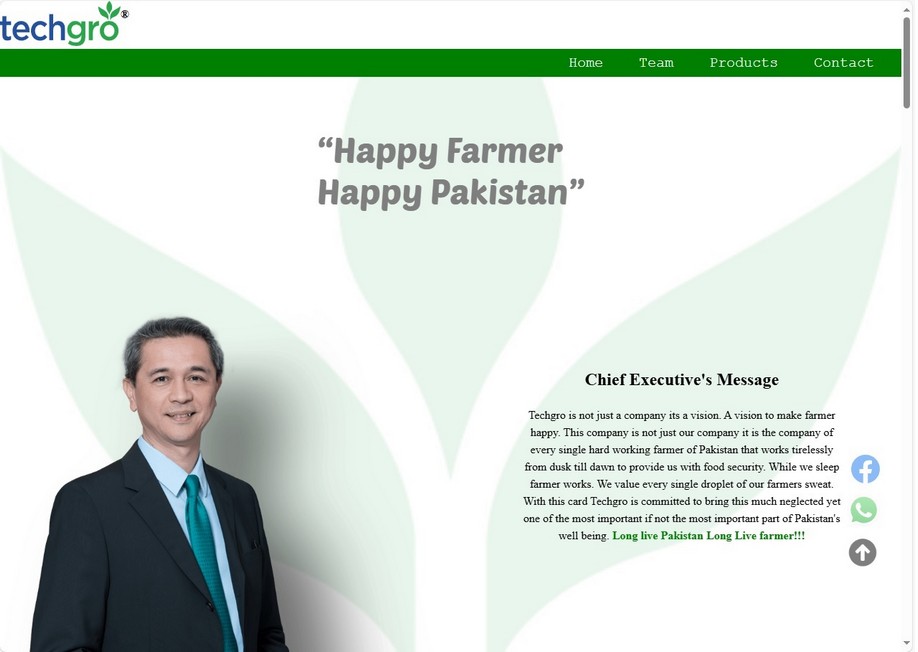 techgro®
Home Team Products Contact
“Happy Farmer
Happy Pakistan”
Chief Executive's Message
Techgro is not just a company its a vision. A vision to make farmer
happy. This company is not just our company it is the company of
every single hard working farmer of Pakistan that works tirelessly
from dusk till dawn to provide us with food security. While we sleep
farmer works. We value every single droplet of our farmers sweat.
With this card Techgro is committed to bring this much neglected yet
one of the most important if not the most important part of Pakistan's
well being. Long live Pakistan Long Live farmer!!!